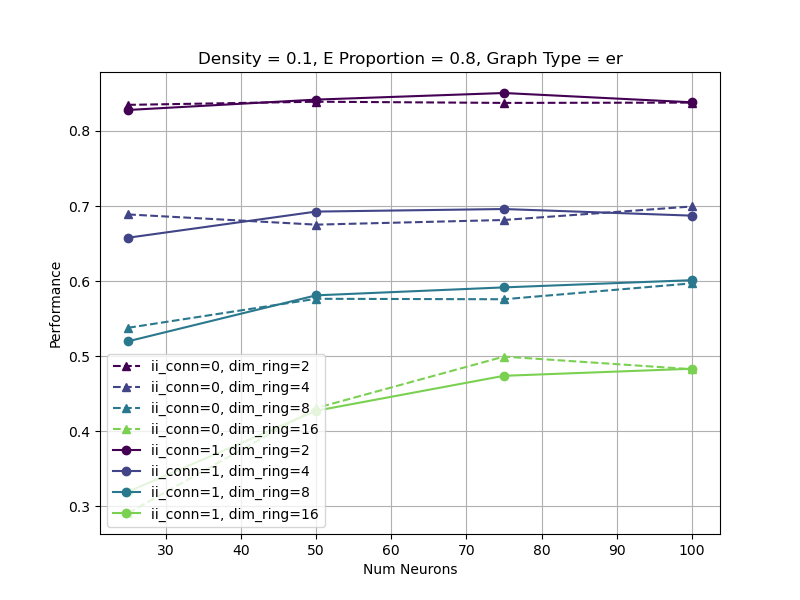 Density = 0.1, E Proportion = 0.8, Graph Type = er
Performance
0.8
0.7
0.6
0.5
0.4
0.3
ii_conn=0, dim_ring=2
ii_conn=0, dim_ring=4
ii_conn=0, dim_ring=8
ii_conn=0, dim_ring=16
ii_conn=1, dim_ring=2
ii_conn=1, dim_ring=4
ii_conn=1, dim_ring=8
ii_conn=1, dim_ring=16
30 40 50 60 70 80 90 100
Num Neurons